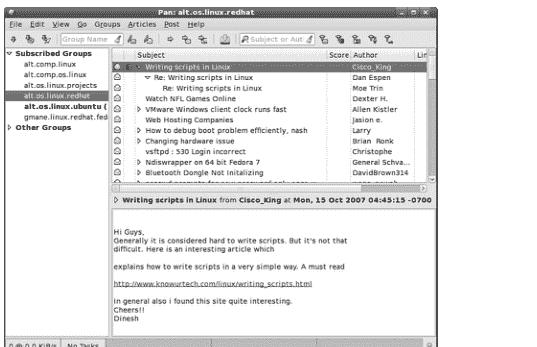 Pan: alt.os.linux.redhat
File Edit View Go Groups Articles Post Help
Group Name
Subject or Aut
Subscribed Groups
alt.comp.linux
alt.comp.os.linux
alt.os.linux.projects
alt.os.linux.redhat
alt.os.linux.ubuntu (
gmane.linux.redhat.fed
Other Groups
Subject Score Author Lin
Writing scripts in Linux Cisco_King
Re: Writing scripts in Linux Dan Espen
Re: Writing scripts in Linux Moe Trin
Watch NFL Games Online Dexter H.
VMware Windows client clock runs fast Allen Kistler
Web Hosting Companies Jasion e.
How to debug boot problem efficiently, nash Larry
Changing hardware issue Brian Ronk
vsftpd : 530 Login incorrect Christophe
Ndiswrapper on 64 bit Fedora 7 General Schva...
Bluetooth Dongle Not Initalizing DavidBrown314
Writing scripts in Linux from Cisco_King at Mon, 15 Oct 2007 04:45:15 -0700
Hi Guys,
Generally it is considered hard to write scripts. But it's not that
difficult. Here is an interesting article which
explains how to write scripts in a very simple way. A must read
http://www.knowurtech.com/linux/writing_scripts.html
In general also i found this site quite interesting.
Cheers!!
Dinesh
No Tasks